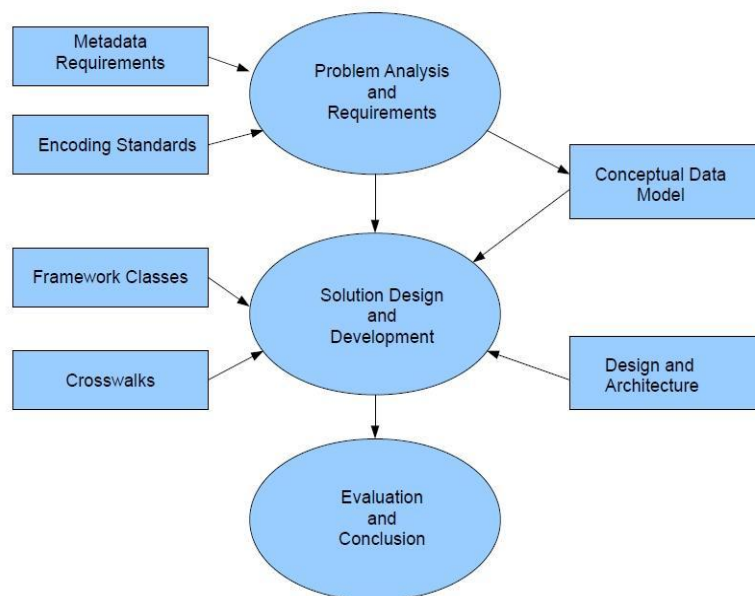 Metadata
Requirements
Problem Analysis
and
Requirements
Encoding Standards
Conceptual Data
Model
Framework Classes
Solution Design
and
Development
Crosswalks
Design and
Architecture
Evaluation
and
Conclusion